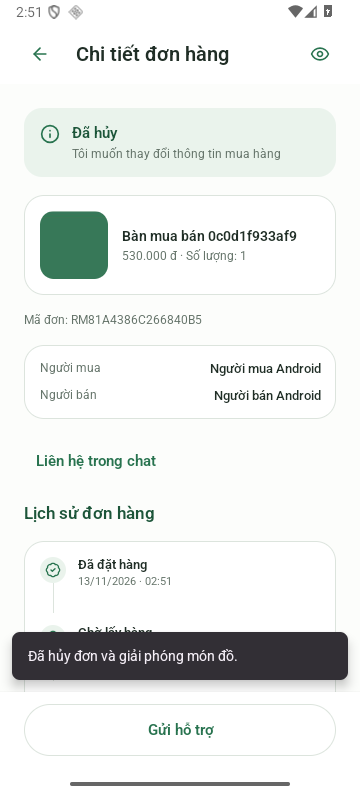 2:51
Chi tiết đơn hàng
Đã hủy
Tôi muốn thay đổi thông tin mua hàng
Bàn mua bán 0c0d1f933af9
530.000 đ · Số lượng: 1
Mã đơn: RM81A4386C266840B5
Người mua
Người mua Android
Người bán
Người bán Android
Liên hệ trong chat
Lịch sử đơn hàng
Đã đặt hàng
13/11/2026 · 02:51
Chờ lấy hàng
Đã hủy đơn và giải phóng món đồ.
Gửi hỗ trợ